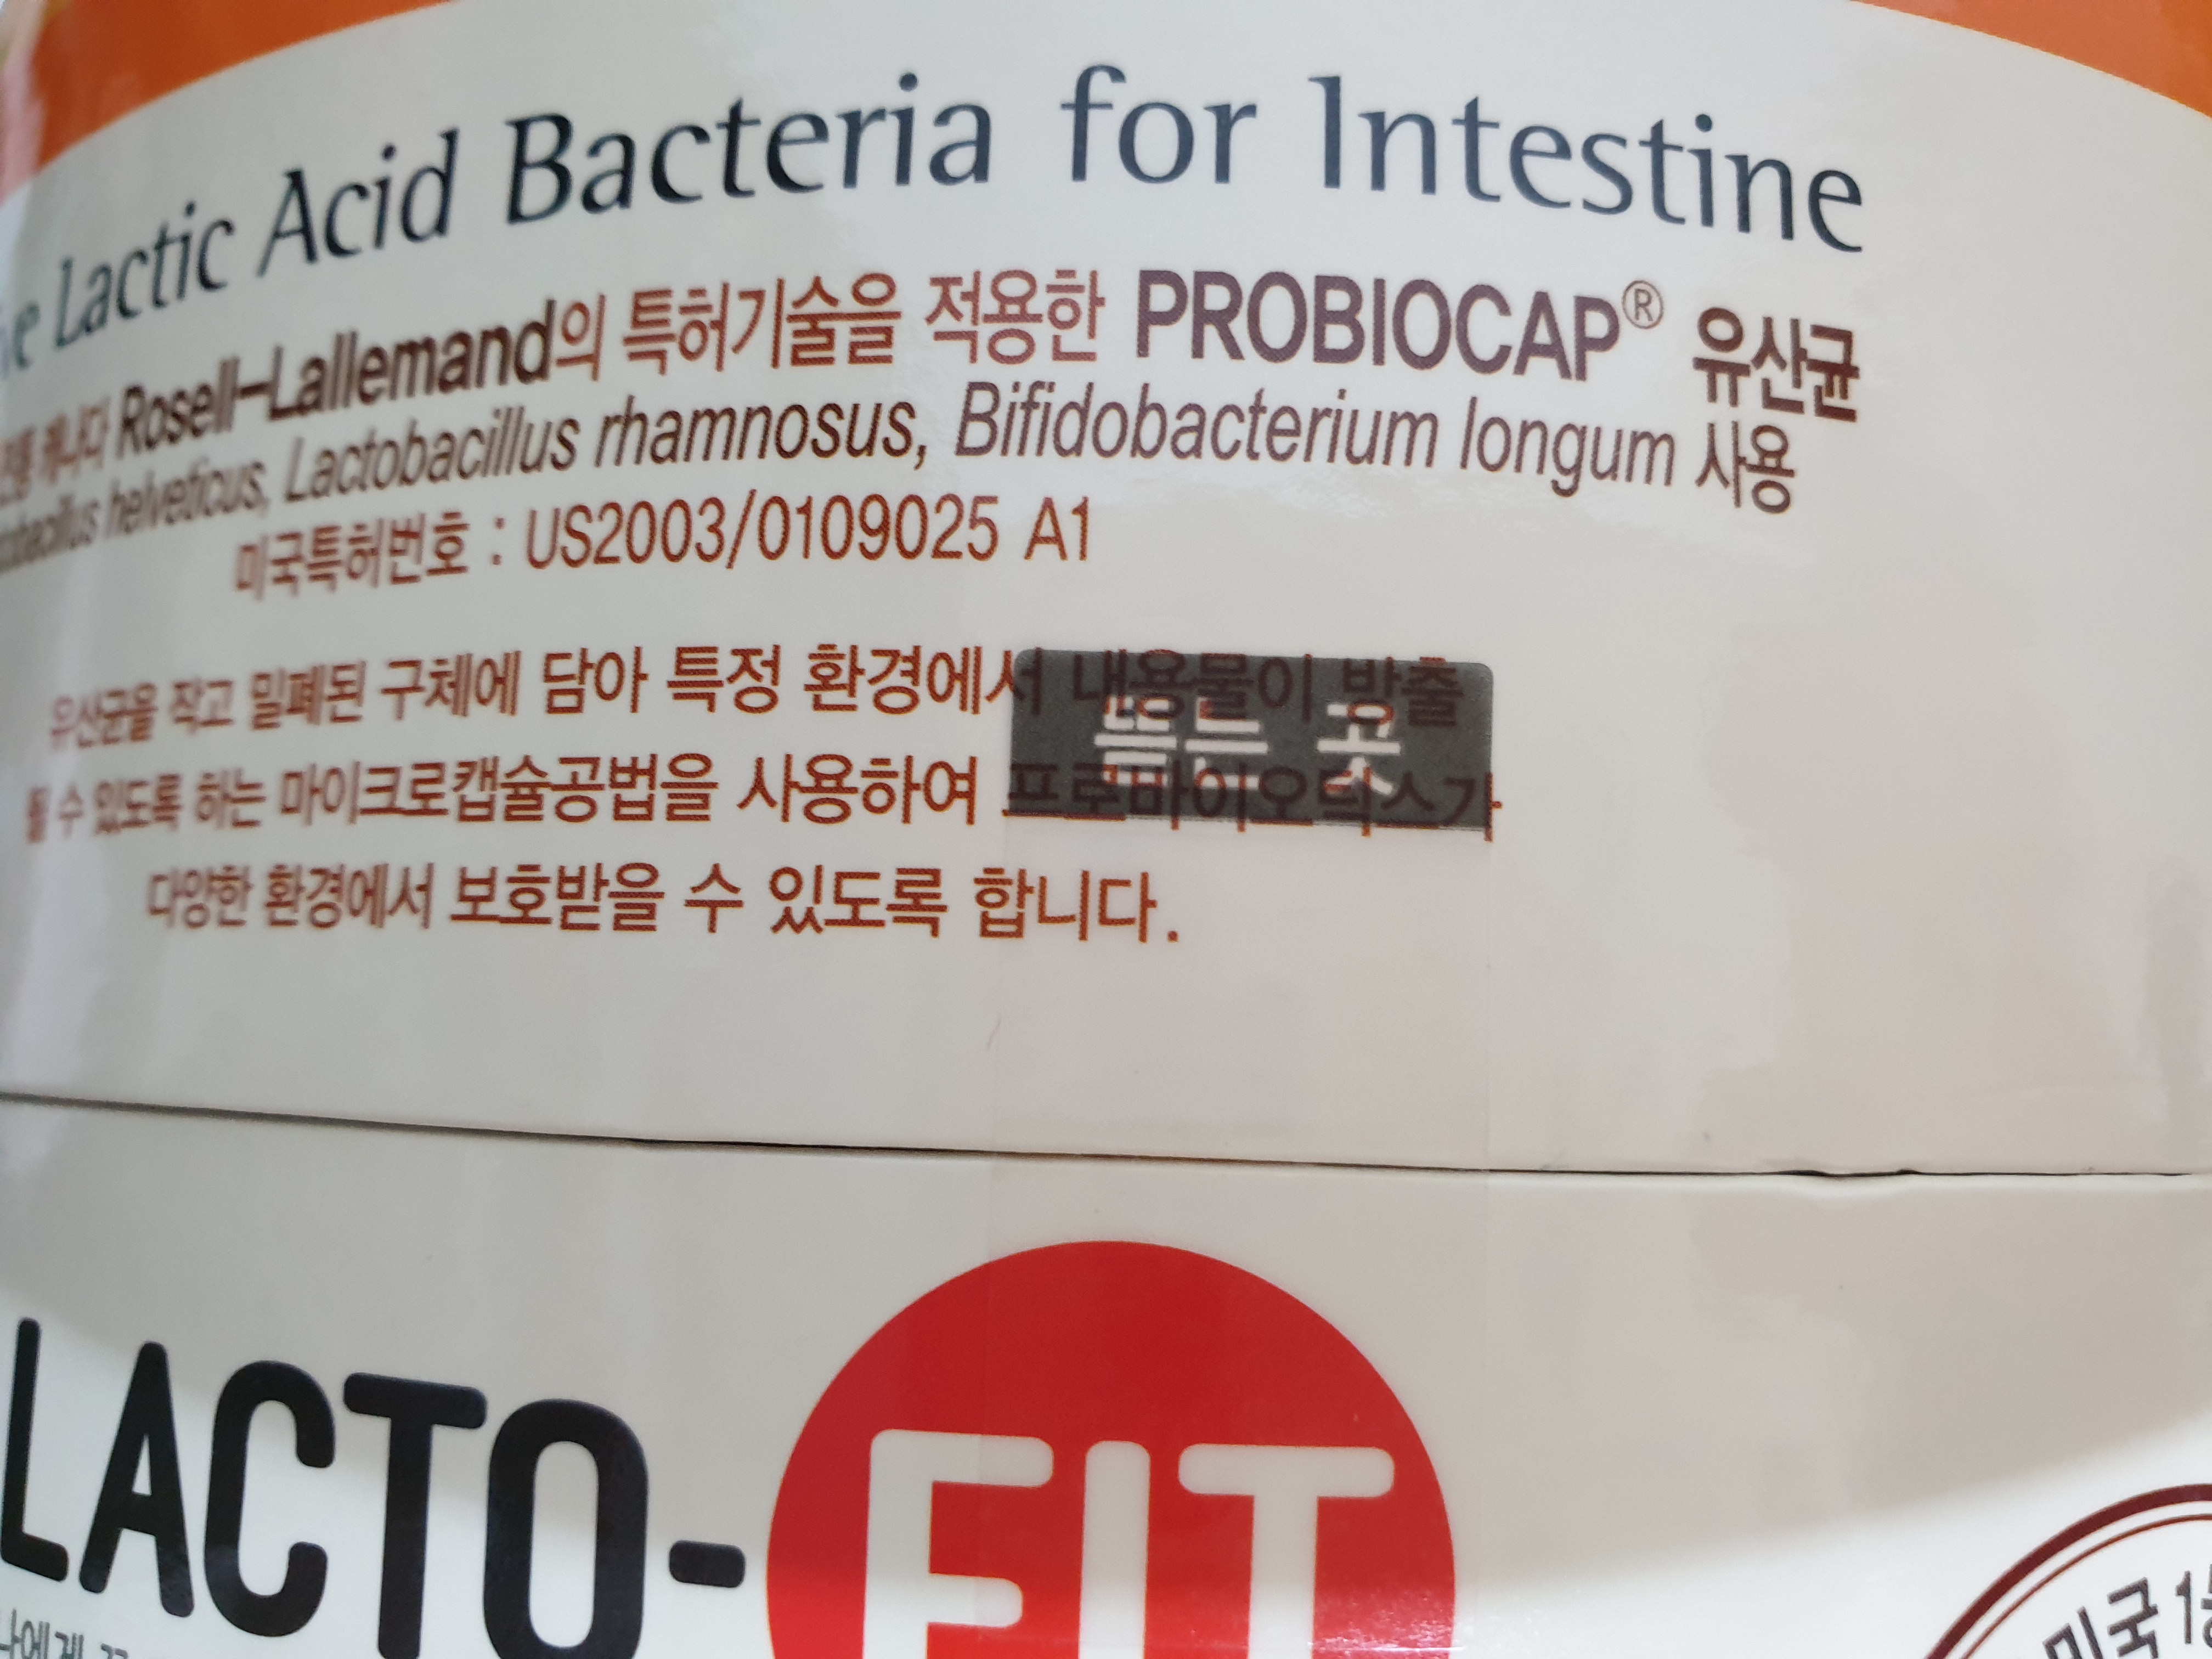 Lactic Acid Bacteria for Intestine
캐나다 Rosell-Lallemand의 특허기술을 적용한 PROBIOCAP® 유산균
helveticus, Lactobacillus rhamnosus, Bifidobacterium longum 사용
미국특허번호 : US2003/0109025 A1
유산균을 작고 밀폐된 구체에 담아 특정 환경에서 내용물이 방출
될 수 있도록 하는 마이크로캡슐공법을 사용하여 프로바이오틱스가
뜯는 곳
다양한 환경에서 보호받을 수 있도록 합니다.
LACTO-FIT
미국